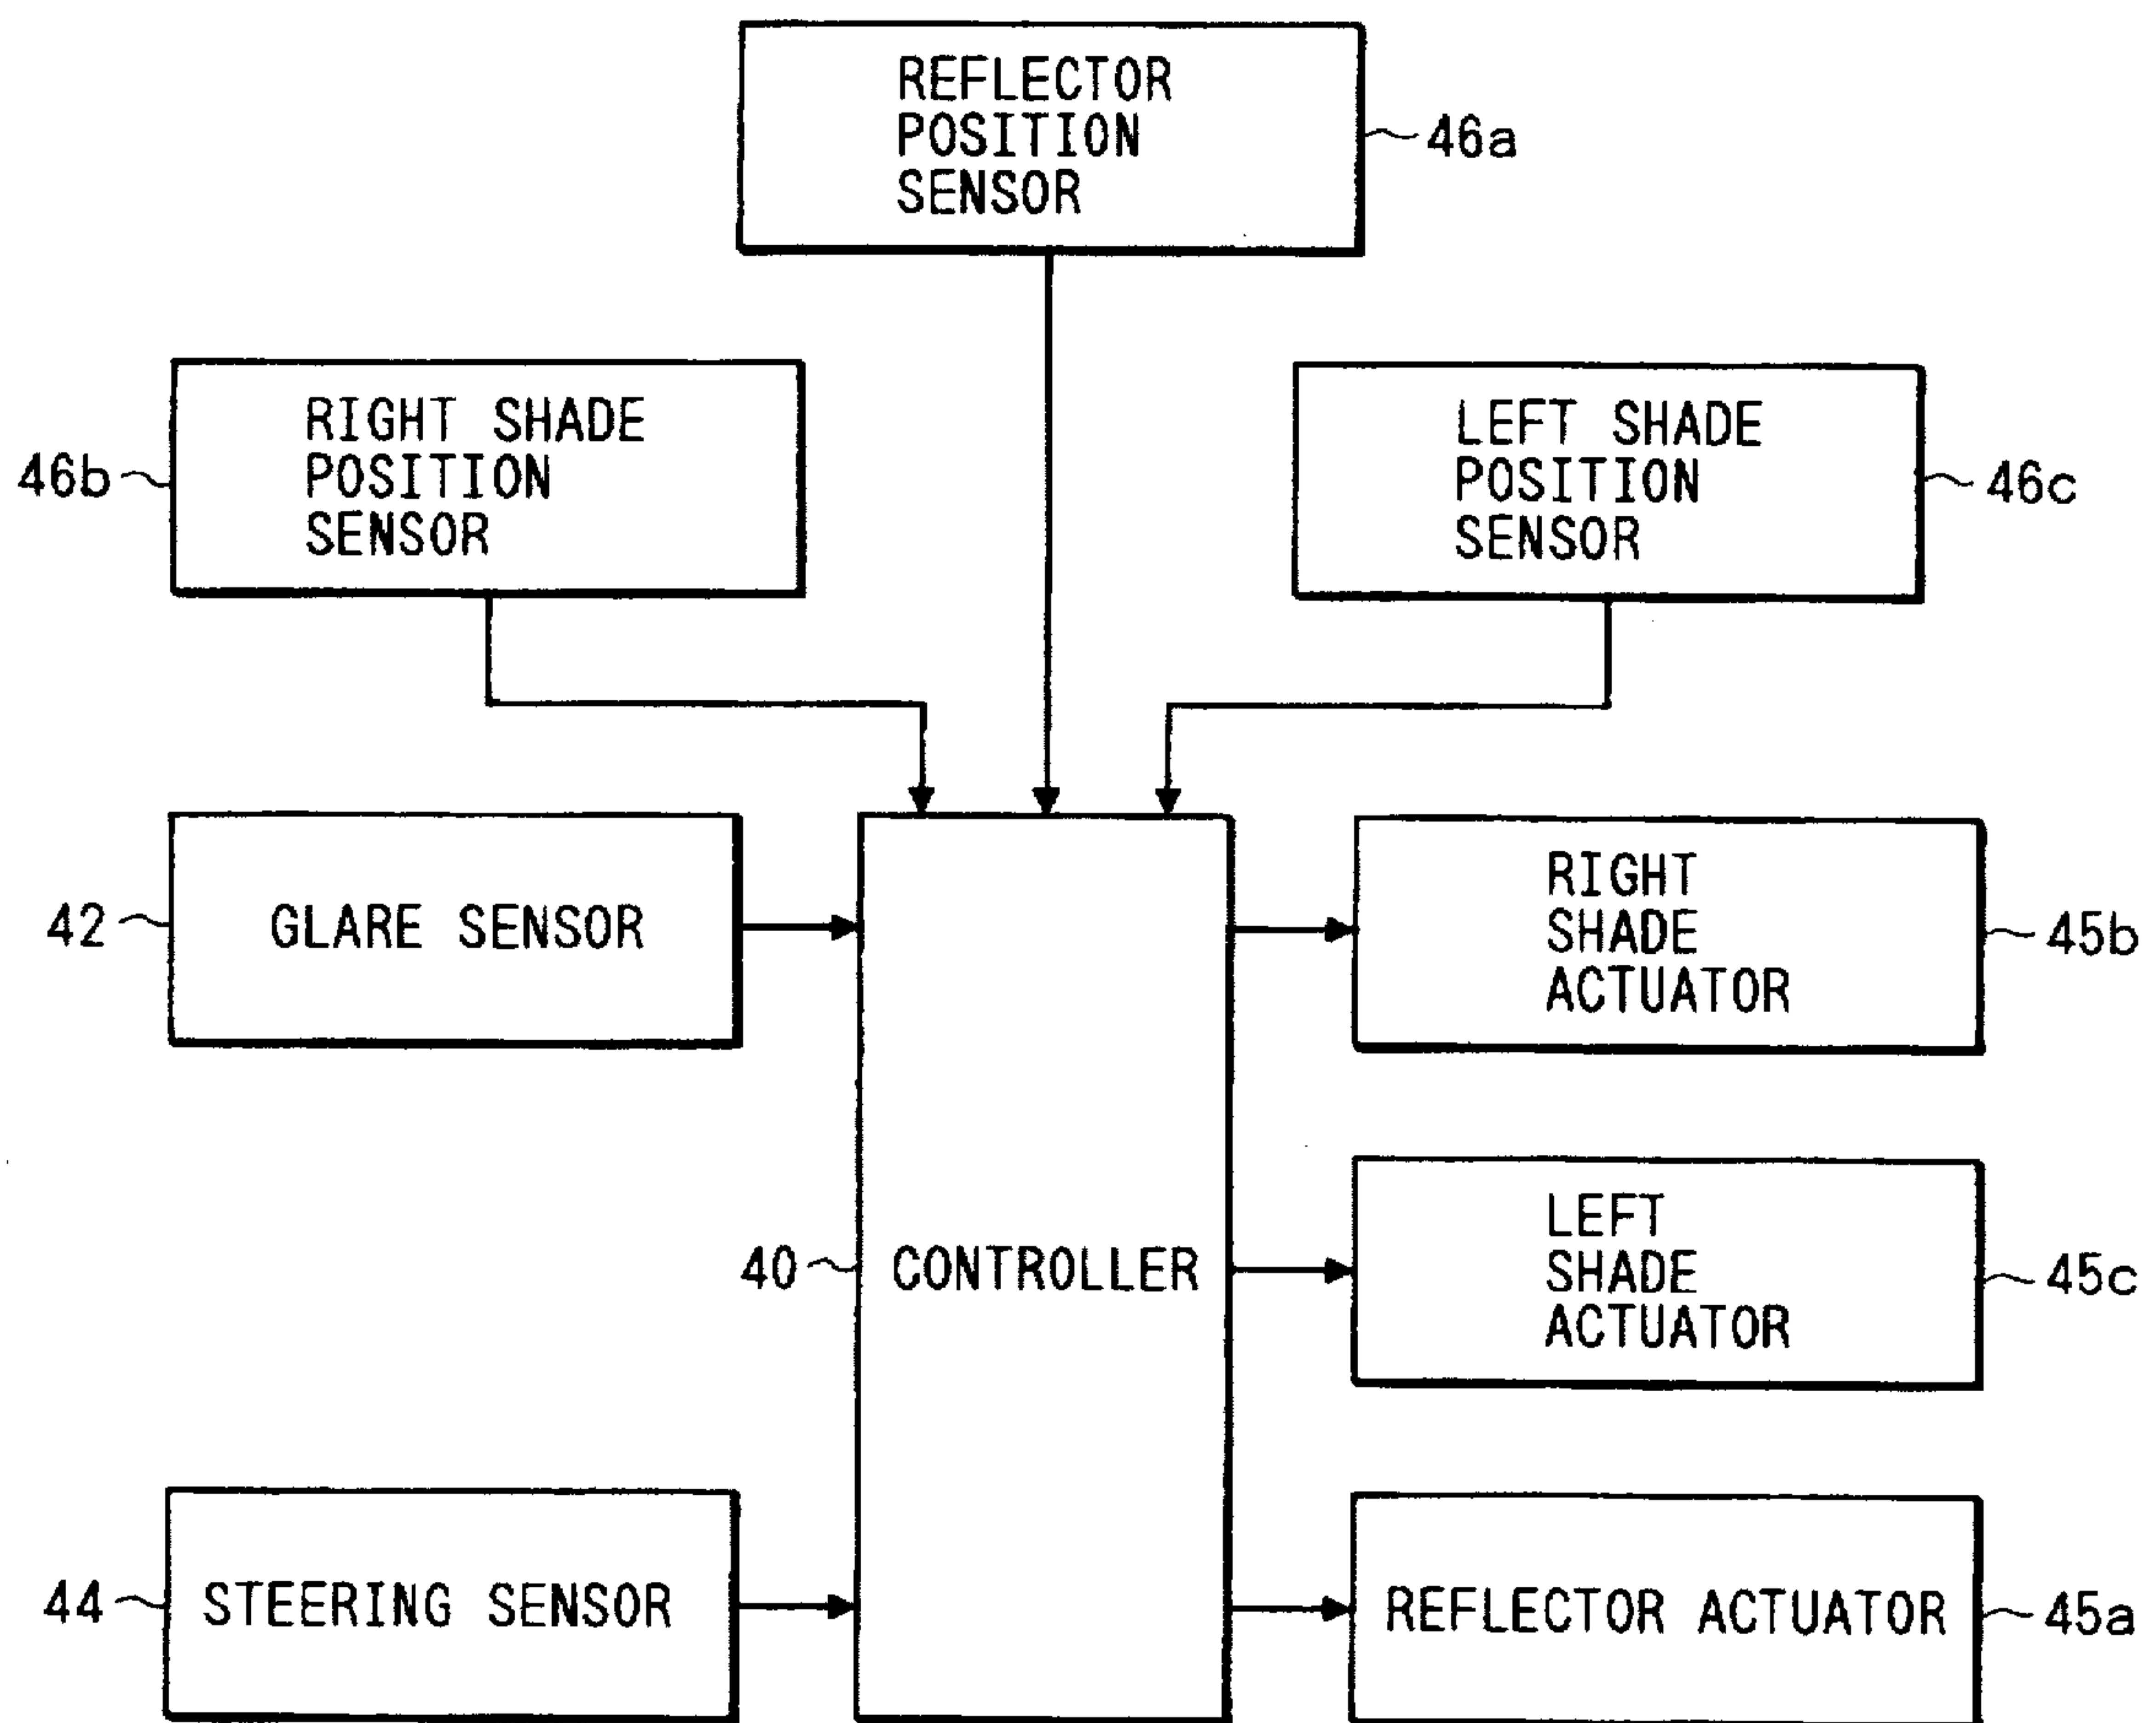 REFLECTOR
POSITION
SENSOR
46a
RIGHT SHADE
POSITION
SENSOR
46b
LEFT SHADE
POSITION
SENSOR
46c
42
GLARE SENSOR
RIGHT
SHADE
ACTUATOR
45b
40
CONTROLLER
LEFT
SHADE
ACTUATOR
45c
44
STEERING SENSOR
REFLECTOR ACTUATOR
45a